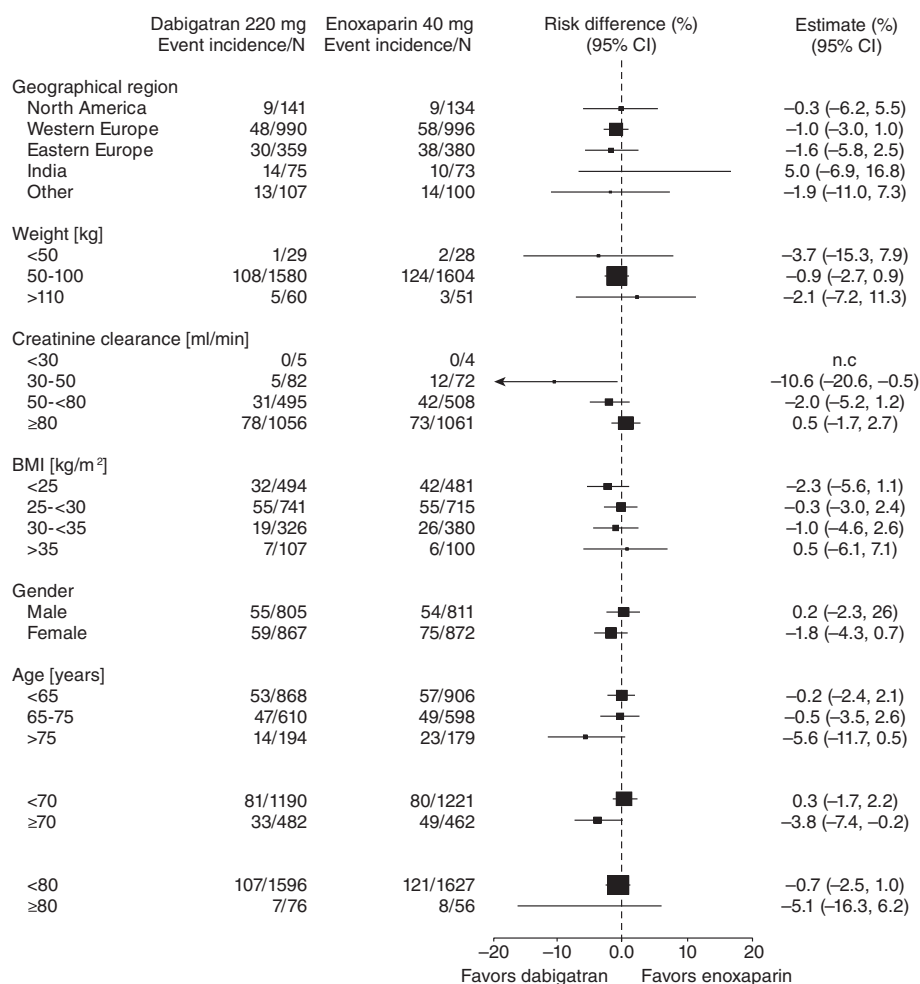 Dabigatran 220 mg Enoxaparin 40 mg Risk difference (%) Estimate (%)
Event incidence/N Event incidence/N (95% CI) (95% CI)
Geographical region
North America 9/141 9/134 –0.3 (–6.2, 5.5)
Western Europe 48/990 58/996 –1.0 (–3.0, 1.0)
Eastern Europe 30/359 38/380 –1.6 (–5.8, 2.5)
India 14/75 10/73 5.0 (–6.9, 16.8)
Other 13/107 14/100 –1.9 (–11.0, 7.3)
Weight [kg]
<50 1/29 2/28 –3.7 (–15.3, 7.9)
50-100 108/1580 124/1604 –0.9 (–2.7, 0.9)
>110 5/60 3/51 –2.1 (–7.2, 11.3)
Creatinine clearance [ml/min]
<30 0/5 0/4 n.c
30-50 5/82 12/72 –10.6 (–20.6, –0.5)
50-<80 31/495 42/508 –2.0 (–5.2, 1.2)
≥80 78/1056 73/1061 0.5 (–1.7, 2.7)
BMI [kg/m²]
<25 32/494 42/481 –2.3 (–5.6, 1.1)
25-<30 55/741 55/715 –0.3 (–3.0, 2.4)
30-<35 19/326 26/380 –1.0 (–4.6, 2.6)
>35 7/107 6/100 0.5 (–6.1, 7.1)
Gender
Male 55/805 54/811 0.2 (–2.3, 26)
Female 59/867 75/872 –1.8 (–4.3, 0.7)
Age [years]
<65 53/868 57/906 –0.2 (–2.4, 2.1)
65-75 47/610 49/598 –0.5 (–3.5, 2.6)
>75 14/194 23/179 –5.6 (–11.7, 0.5)
<70 81/1190 80/1221 0.3 (–1.7, 2.2)
≥70 33/482 49/462 –3.8 (–7.4, –0.2)
<80 107/1596 121/1627 –0.7 (–2.5, 1.0)
≥80 7/76 8/56 –5.1 (–16.3, 6.2)
–20 –10 0.0 10 20
Favors dabigatran Favors enoxaparin